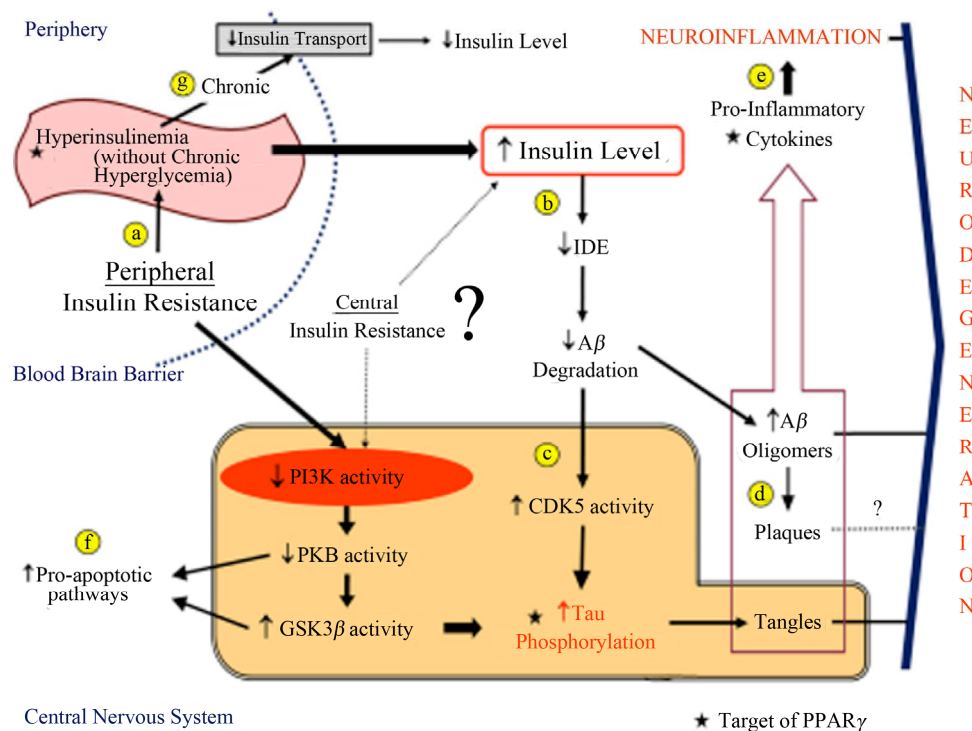 Periphery
↓Insulin Transport
↓Insulin Level
NEUROINFLAMMATION
g Chronic
e
Pro-Inflammatory
★ Cytokines
★ Hyperinsulinemia
(without Chronic
Hyperglycemia)
↑ Insulin Level
a
b
Peripheral
Insulin Resistance
↓IDE
Central
Insulin Resistance
?
↓Aβ
Degradation
Blood Brain Barrier
↑Aβ
Oligomers
c
↓ PI3K activity
↑ CDK5 activity
d
Plaques
?
f
↑Pro-apoptotic
pathways
↓PKB activity
↑ GSK3β activity
★ ↑Tau
Phosphorylation
Tangles
NEURODEGENERATION
Central Nervous System
★ Target of PPARγ